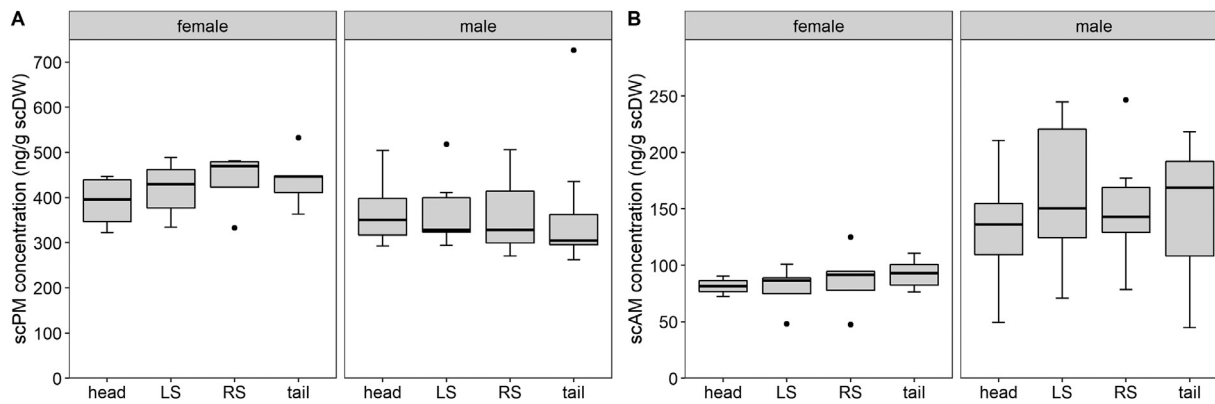 A
female
male
scPM concentration (ng/g scDW)
700
600
500
400
300
200
100
0
head LS RS tail
head LS RS tail
B
female
male
scAM concentration (ng/g scDW)
250
200
150
100
50
0
head LS RS tail
head LS RS tail